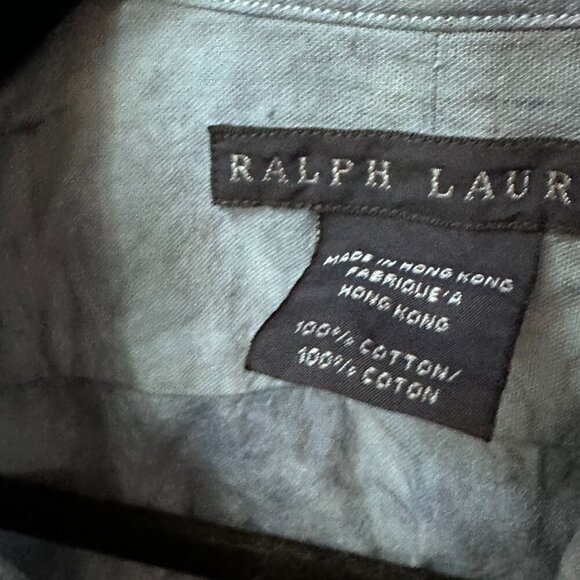 RALPH LAUR
MADE IN HONG KONG
FABRIQUE'A
HONG KONG
100% COTTON/
100% COTON